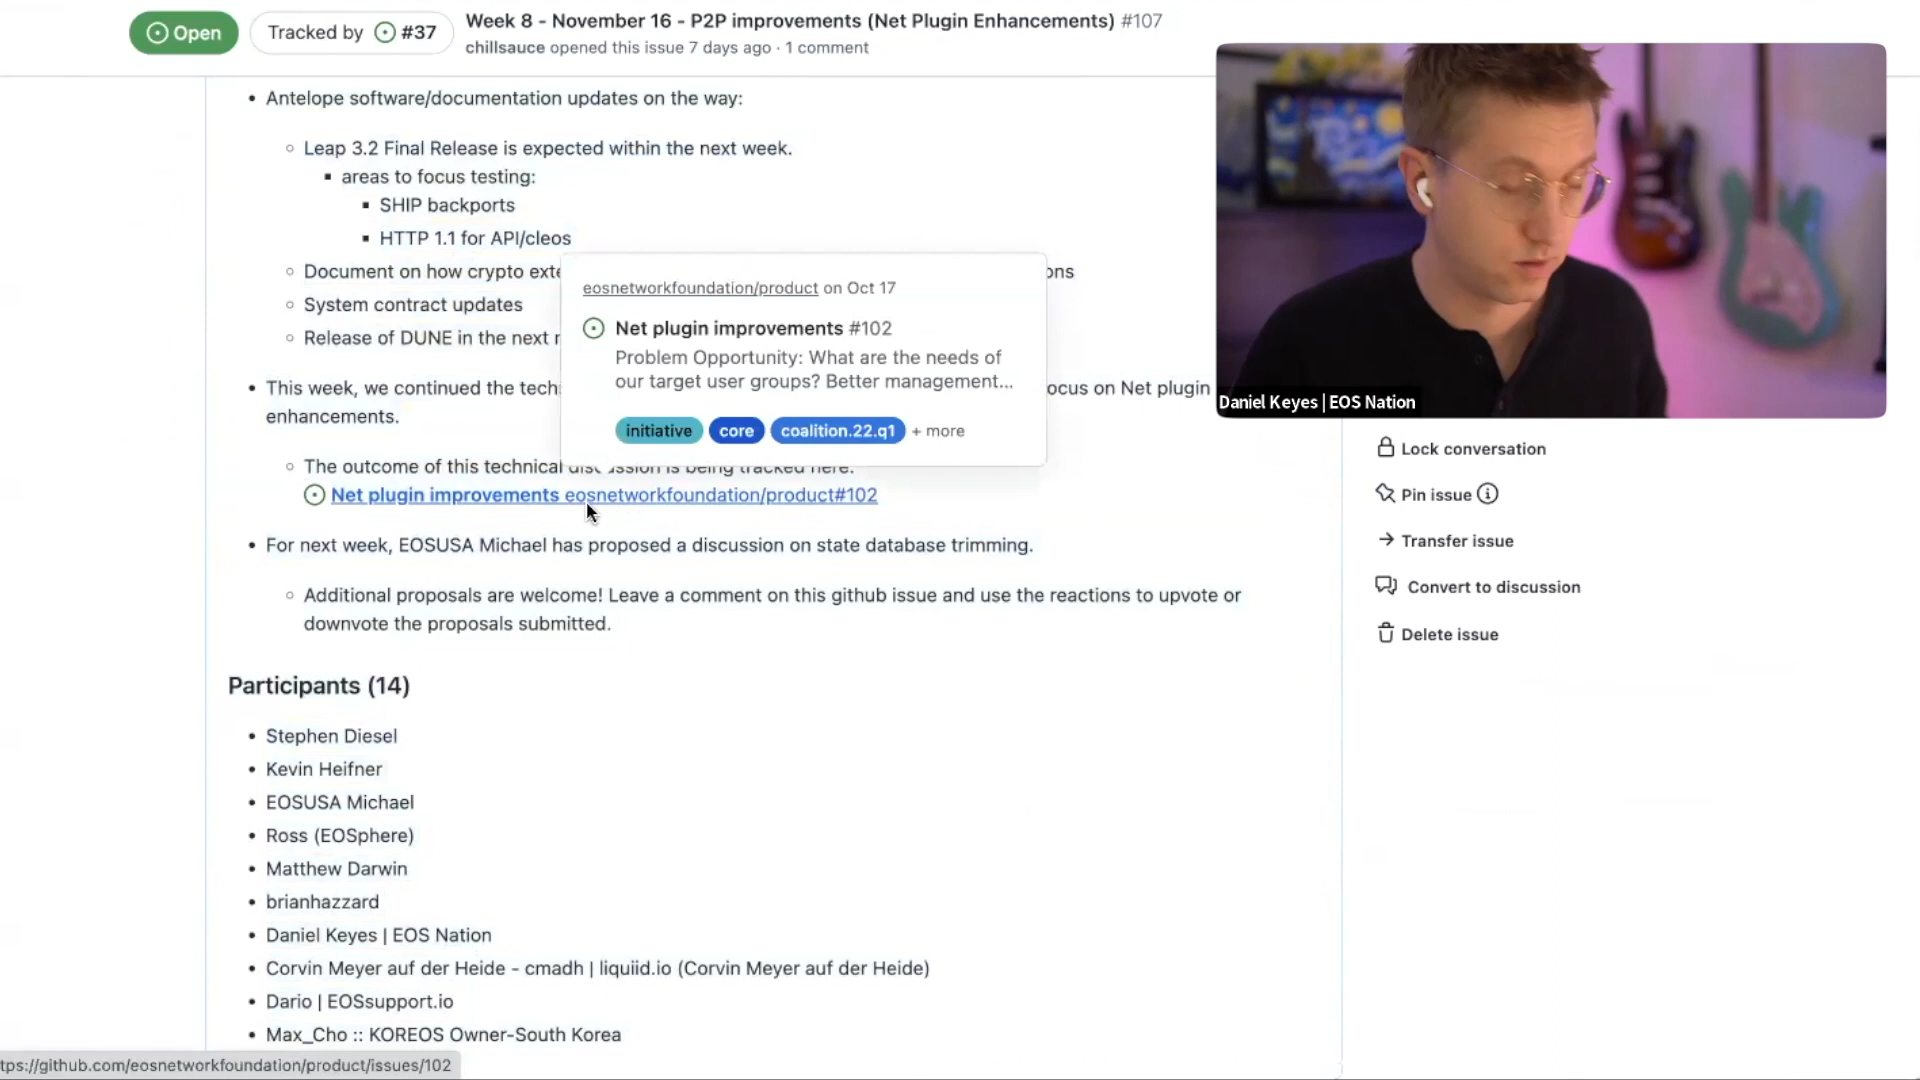 Open
Tracked by #37
Week 8 - November 16 - P2P improvements (Net Plugin Enhancements) #107
chillsauce opened this issue 7 days ago · 1 comment
• Antelope software/documentation updates on the way:
Leap 3.2 Final Release is expected within the next week.
areas to focus testing:
SHIP backports
HTTP 1.1 for API/cleos
Document on how crypto
System contract updates
Release of DUNE in the next
• This week, we continued the
Net plugin
enhancements.
eosnetworkfoundation/product on Oct 17
Net plugin improvements #102
Problem Opportunity: What are the needs of
our target user groups? Better management...
initiative core coalition.22.q1 + more
The outcome of this technical discussion is being tracked here:
Net plugin improvements eosnetworkfoundation/product#102
• For next week, EOSUSA Michael has proposed a discussion on state database trimming.
Additional proposals are welcome! Leave a comment on this github issue and use the reactions to upvote or
downvote the proposals submitted.
Participants (14)
• Stephen Diesel
• Kevin Heifner
• EOSUSA Michael
• Ross (EOSphere)
• Matthew Darwin
• brianhazzard
• Daniel Keyes | EOS Nation
• Corvin Meyer auf der Heide - cmadh | liquiid.io (Corvin Meyer auf der Heide)
• Dario | EOSsupport.io
• Max_Cho :: KOREOS Owner-South Korea
tps://github.com/eosnetworkfoundation/product/issues/102
Daniel Keyes | EOS Nation
Lock conversation
Pin issue
Transfer issue
Convert to discussion
Delete issue